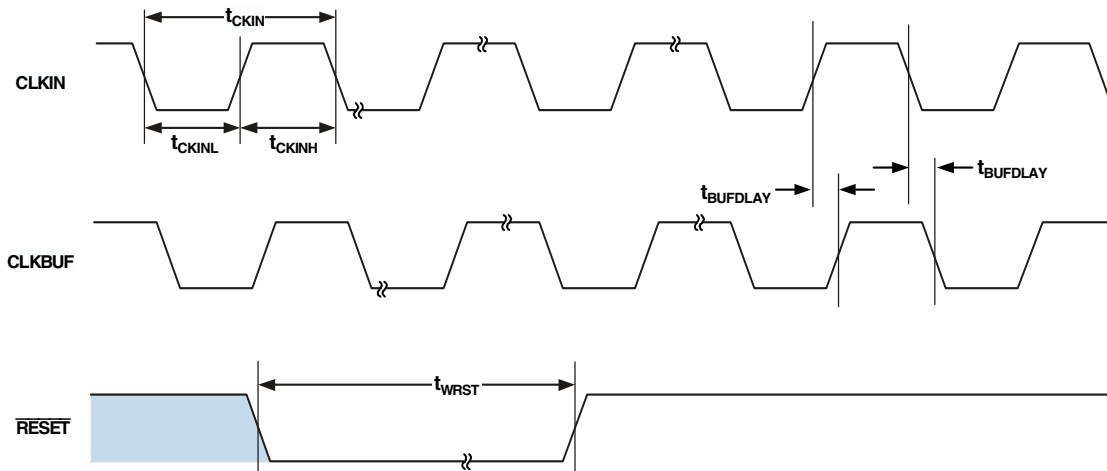 tCKIN
CLKIN
tCKINL
tCKINH
tBUFDLAY
tBUFDLAY
CLKBUF
tWRST
RESET